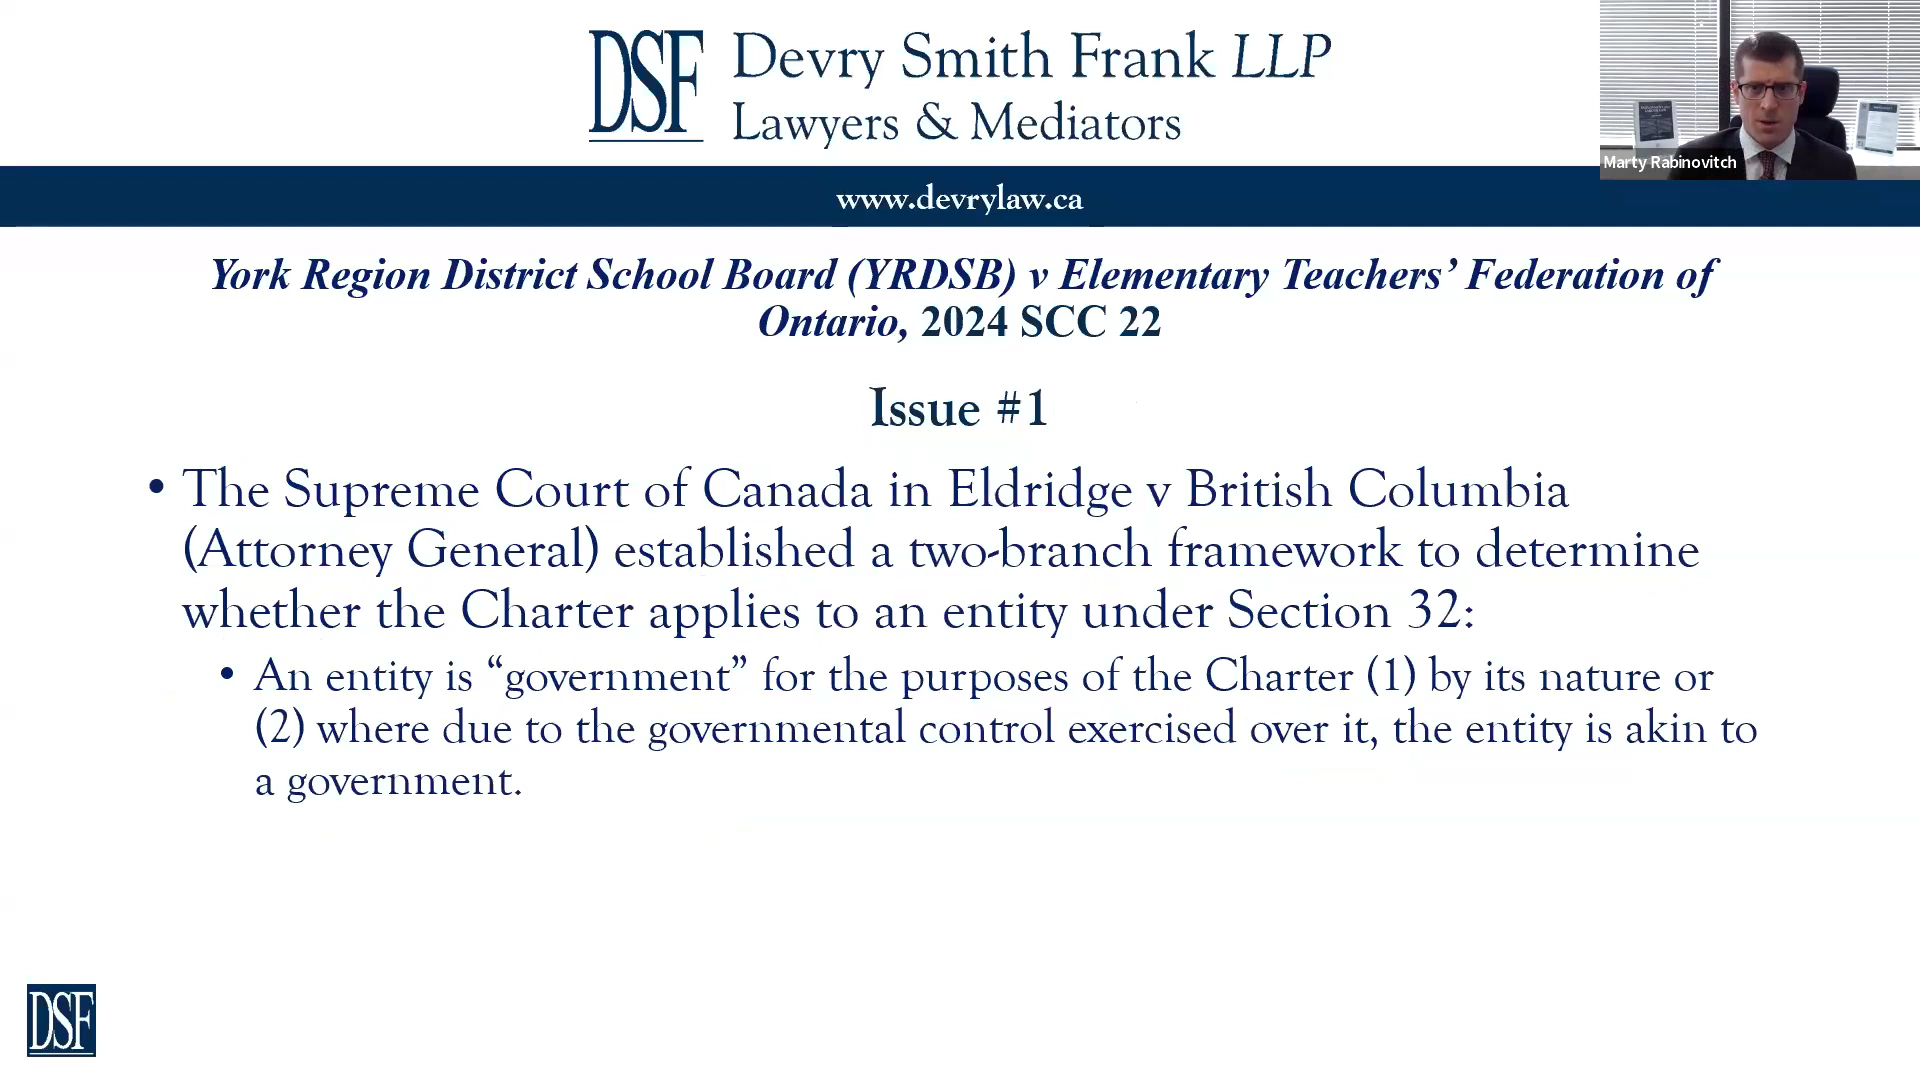 DSF Devry Smith Frank LLP
Lawyers & Mediators
Marty Rabinovitch
www.devrylaw.ca
York Region District School Board (YRDSB) v Elementary Teachers’ Federation of
Ontario, 2024 SCC 22
Issue #1
• The Supreme Court of Canada in Eldridge v British Columbia
(Attorney General) established a two-branch framework to determine
whether the Charter applies to an entity under Section 32:
• An entity is “government” for the purposes of the Charter (1) by its nature or
(2) where due to the governmental control exercised over it, the entity is akin to
a government.
DSF